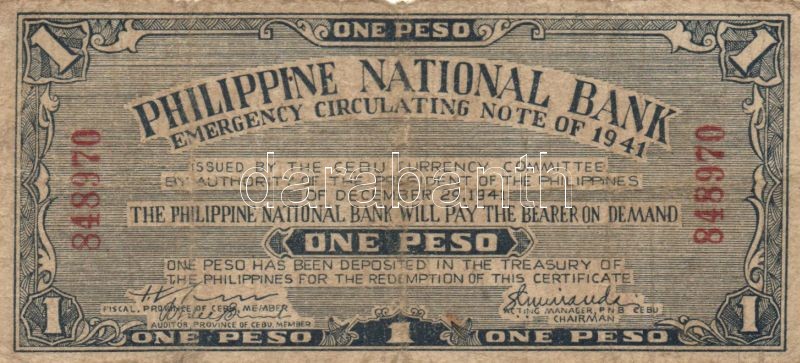 1 ONE PESO 1
PHILIPPINE NATIONAL BANK
EMERGENCY CIRCULATING NOTE OF 1941
848970
848970
ISSUED BY THE CEBU CURRENCY COMMITTEE
BY AUTHORITY OF THE PRESIDENT OF THE PHILIPPINES
OF DECEMBER 29, 1941
darabanth
THE PHILIPPINE NATIONAL BANK WILL PAY THE BEARER ON DEMAND
ONE PESO
ONE PESO HAS BEEN DEPOSITED IN THE TREASURY OF
THE PHILIPPINES FOR THE REDEMPTION OF THIS CERTIFICATE
FISCAL, PROVINCE OF CEBU, MEMBER
AUDITOR, PROVINCE OF CEBU, MEMBER
ACTING MANAGER, PNB CEBU
CHAIRMAN
1 ONE PESO 1 ONE PESO 1